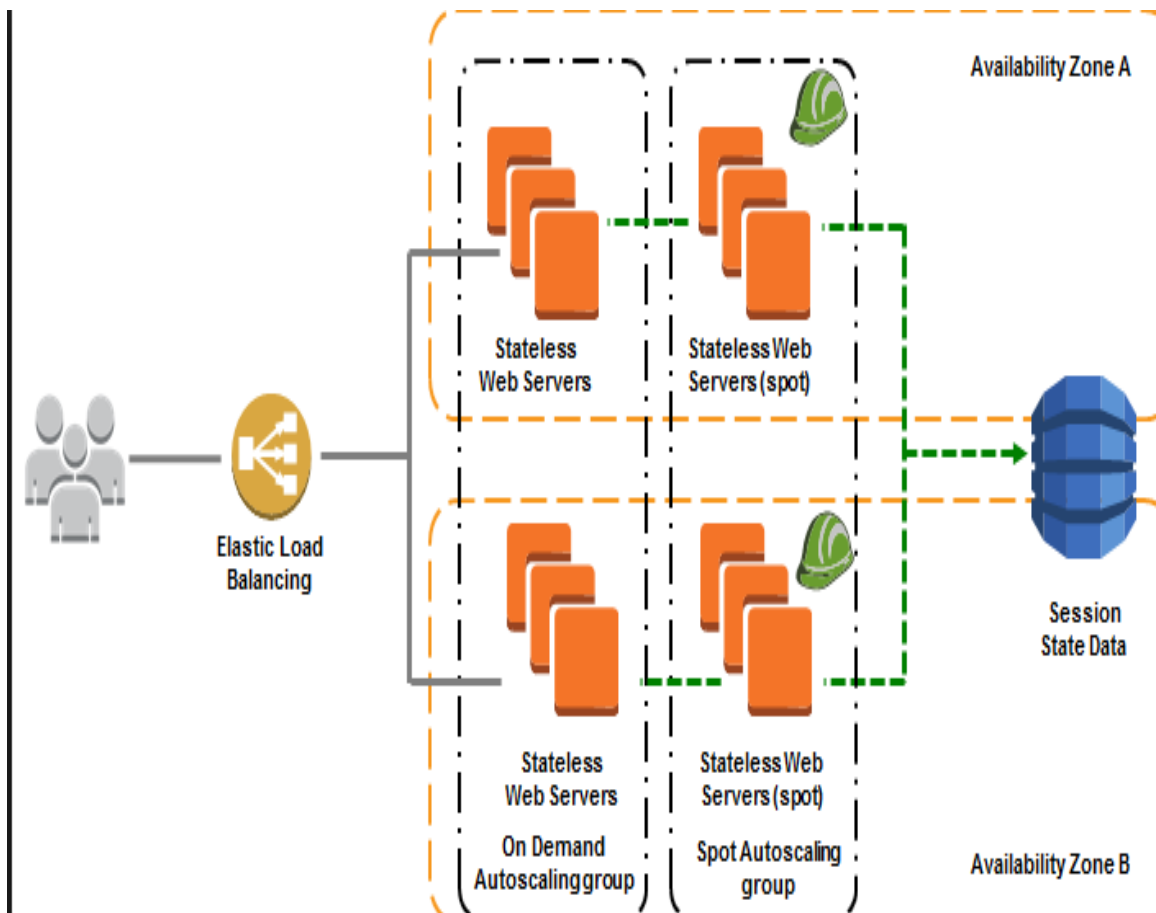 Availability Zone A
Stateless
Web Servers
Stateless Web
Servers (spot)
Elastic Load
Balancing
Session
State Data
Stateless
Web Servers
Stateless Web
Servers (spot)
On Demand
Autoscaling group
Spot Autoscaling
group
Availability Zone B